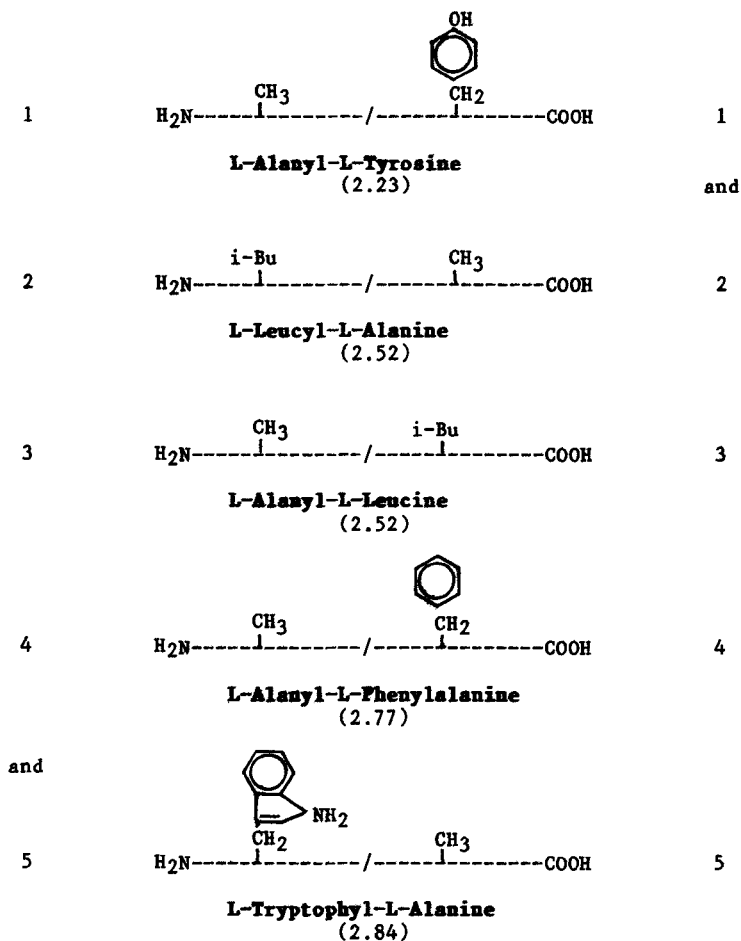 OH
CH2
CH3
1 H2N------/------COOH 1
L-Alanyl-L-Tyrosine
(2.23)
and
i-Bu CH3
2 H2N------/------COOH 2
L-Leucyl-L-Alanine
(2.52)
CH3 i-Bu
3 H2N------/------COOH 3
L-Alanyl-L-Leucine
(2.52)
CH3 CH2
4 H2N------/------COOH 4
L-Alanyl-L-Phenylalanine
(2.77)
and
NH2
CH2 CH3
5 H2N------/------COOH 5
L-Tryptophyl-L-Alanine
(2.84)